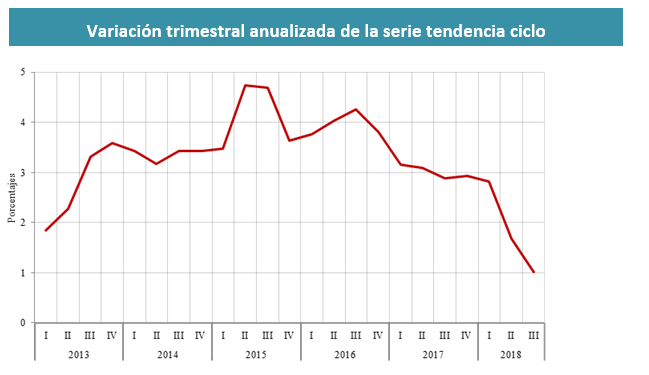 Variación trimestral anualizada de la serie tendencia ciclo
5
4
3
2
1
0
Porcentajes
I II III IV I II III IV I II III IV I II III IV I II III IV I II III
2013 2014 2015 2016 2017 2018